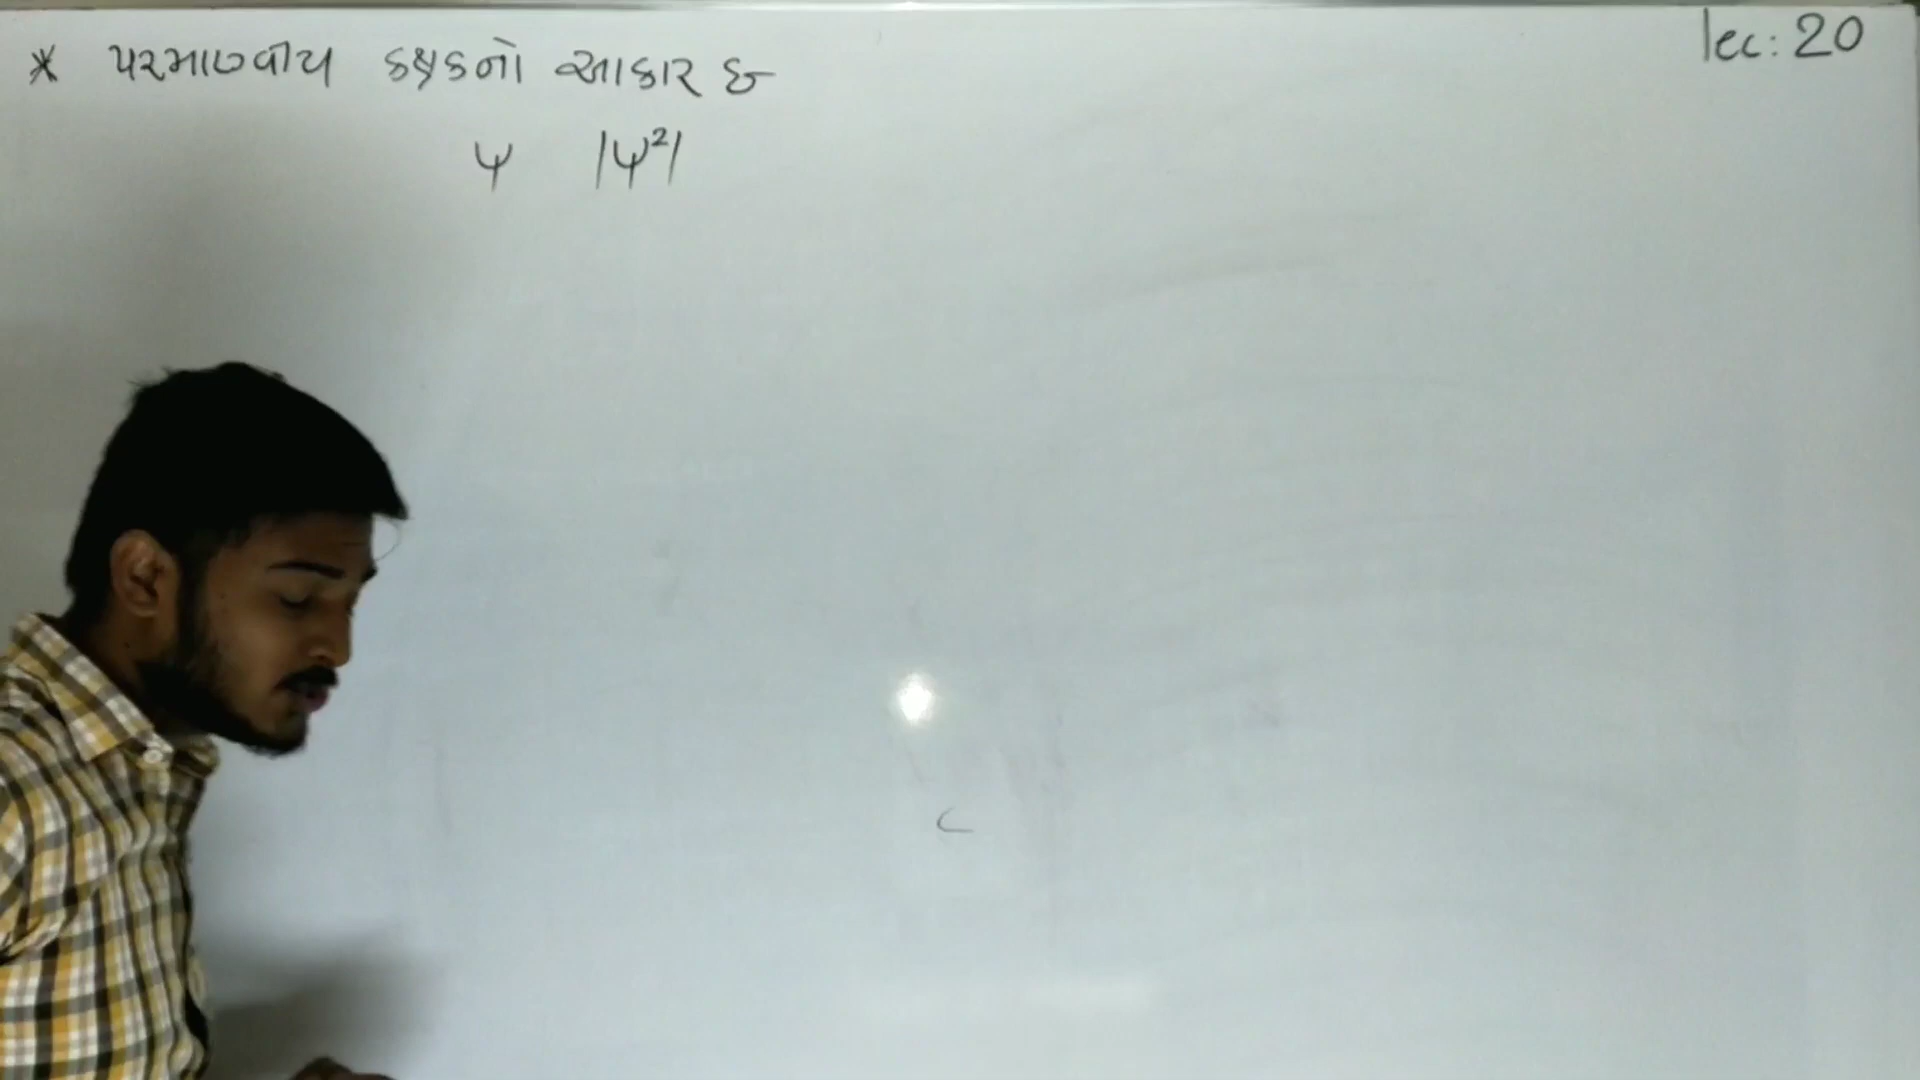 lec: 20
* પરમાણ્વીય કક્ષકનો આકાર
ψ |ψ²|